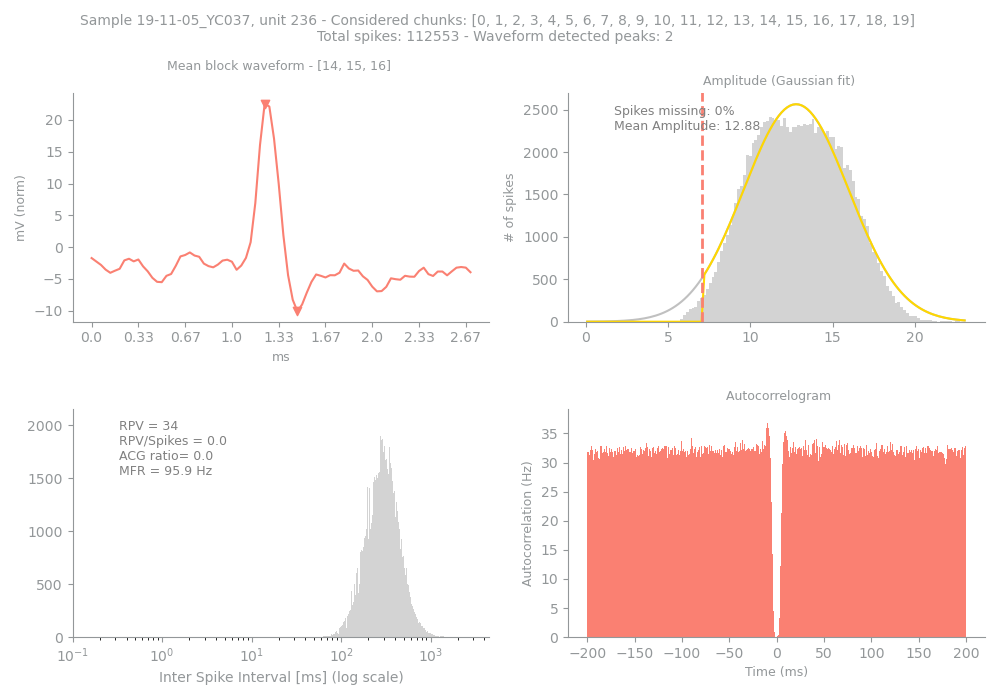 Sample 19-11-05_YC037, unit 236 - Considered chunks: [0, 1, 2, 3, 4, 5, 6, 7, 8, 9, 10, 11, 12, 13, 14, 15, 16, 17, 18, 19]
Total spikes: 112553 - Waveform detected peaks: 2
Mean block waveform - [14, 15, 16]
20
15
10
5
0
−5
−10
mV (norm)
0.0 0.33 0.67 1.0 1.33 1.67 2.0 2.33 2.67
ms
Amplitude (Gaussian fit)
Spikes missing: 0%
Mean Amplitude: 12.88
2500
2000
1500
1000
500
0
# of spikes
0 5 10 15 20
RPV = 34
RPV/Spikes = 0.0
ACG ratio= 0.0
MFR = 95.9 Hz
2000
1500
1000
500
0
10−1 100 101 102 103
Inter Spike Interval [ms] (log scale)
Autocorrelogram
35
30
25
20
15
10
5
0
Autocorrelation (Hz)
−200 −150 −100 −50 0 50 100 150 200
Time (ms)